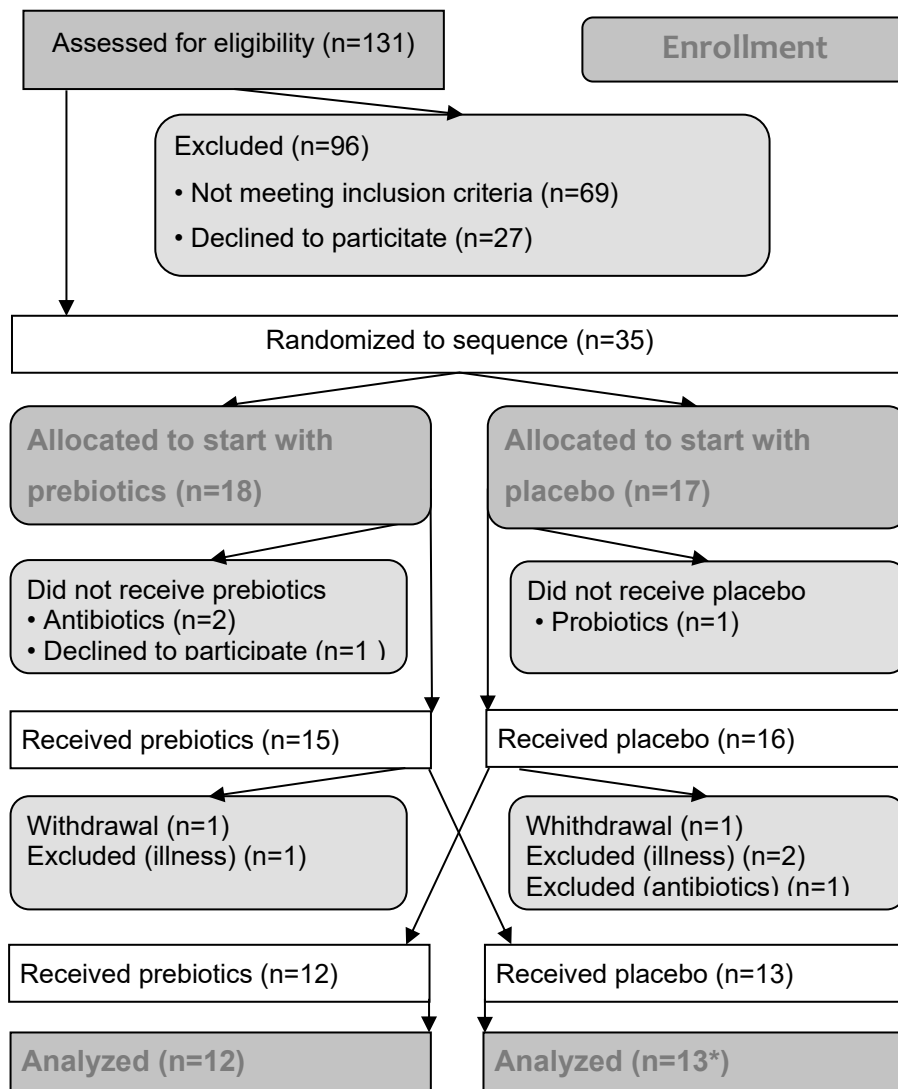 Assessed for eligibility (n=131)
Enrollment
Excluded (n=96)
• Not meeting inclusion criteria (n=69)
• Declined to particitate (n=27)
Randomized to sequence (n=35)
Allocated to start with
prebiotics (n=18)
Allocated to start with
placebo (n=17)
Did not receive prebiotics
• Antibiotics (n=2)
• Declined to participate (n=1 )
Did not receive placebo
• Probiotics (n=1)
Received prebiotics (n=15)
Received placebo (n=16)
Withdrawal (n=1)
Excluded (illness) (n=1)
Whithdrawal (n=1)
Excluded (illness) (n=2)
Excluded (antibiotics) (n=1)
Received prebiotics (n=12)
Received placebo (n=13)
Analyzed (n=12)
Analyzed (n=13*)